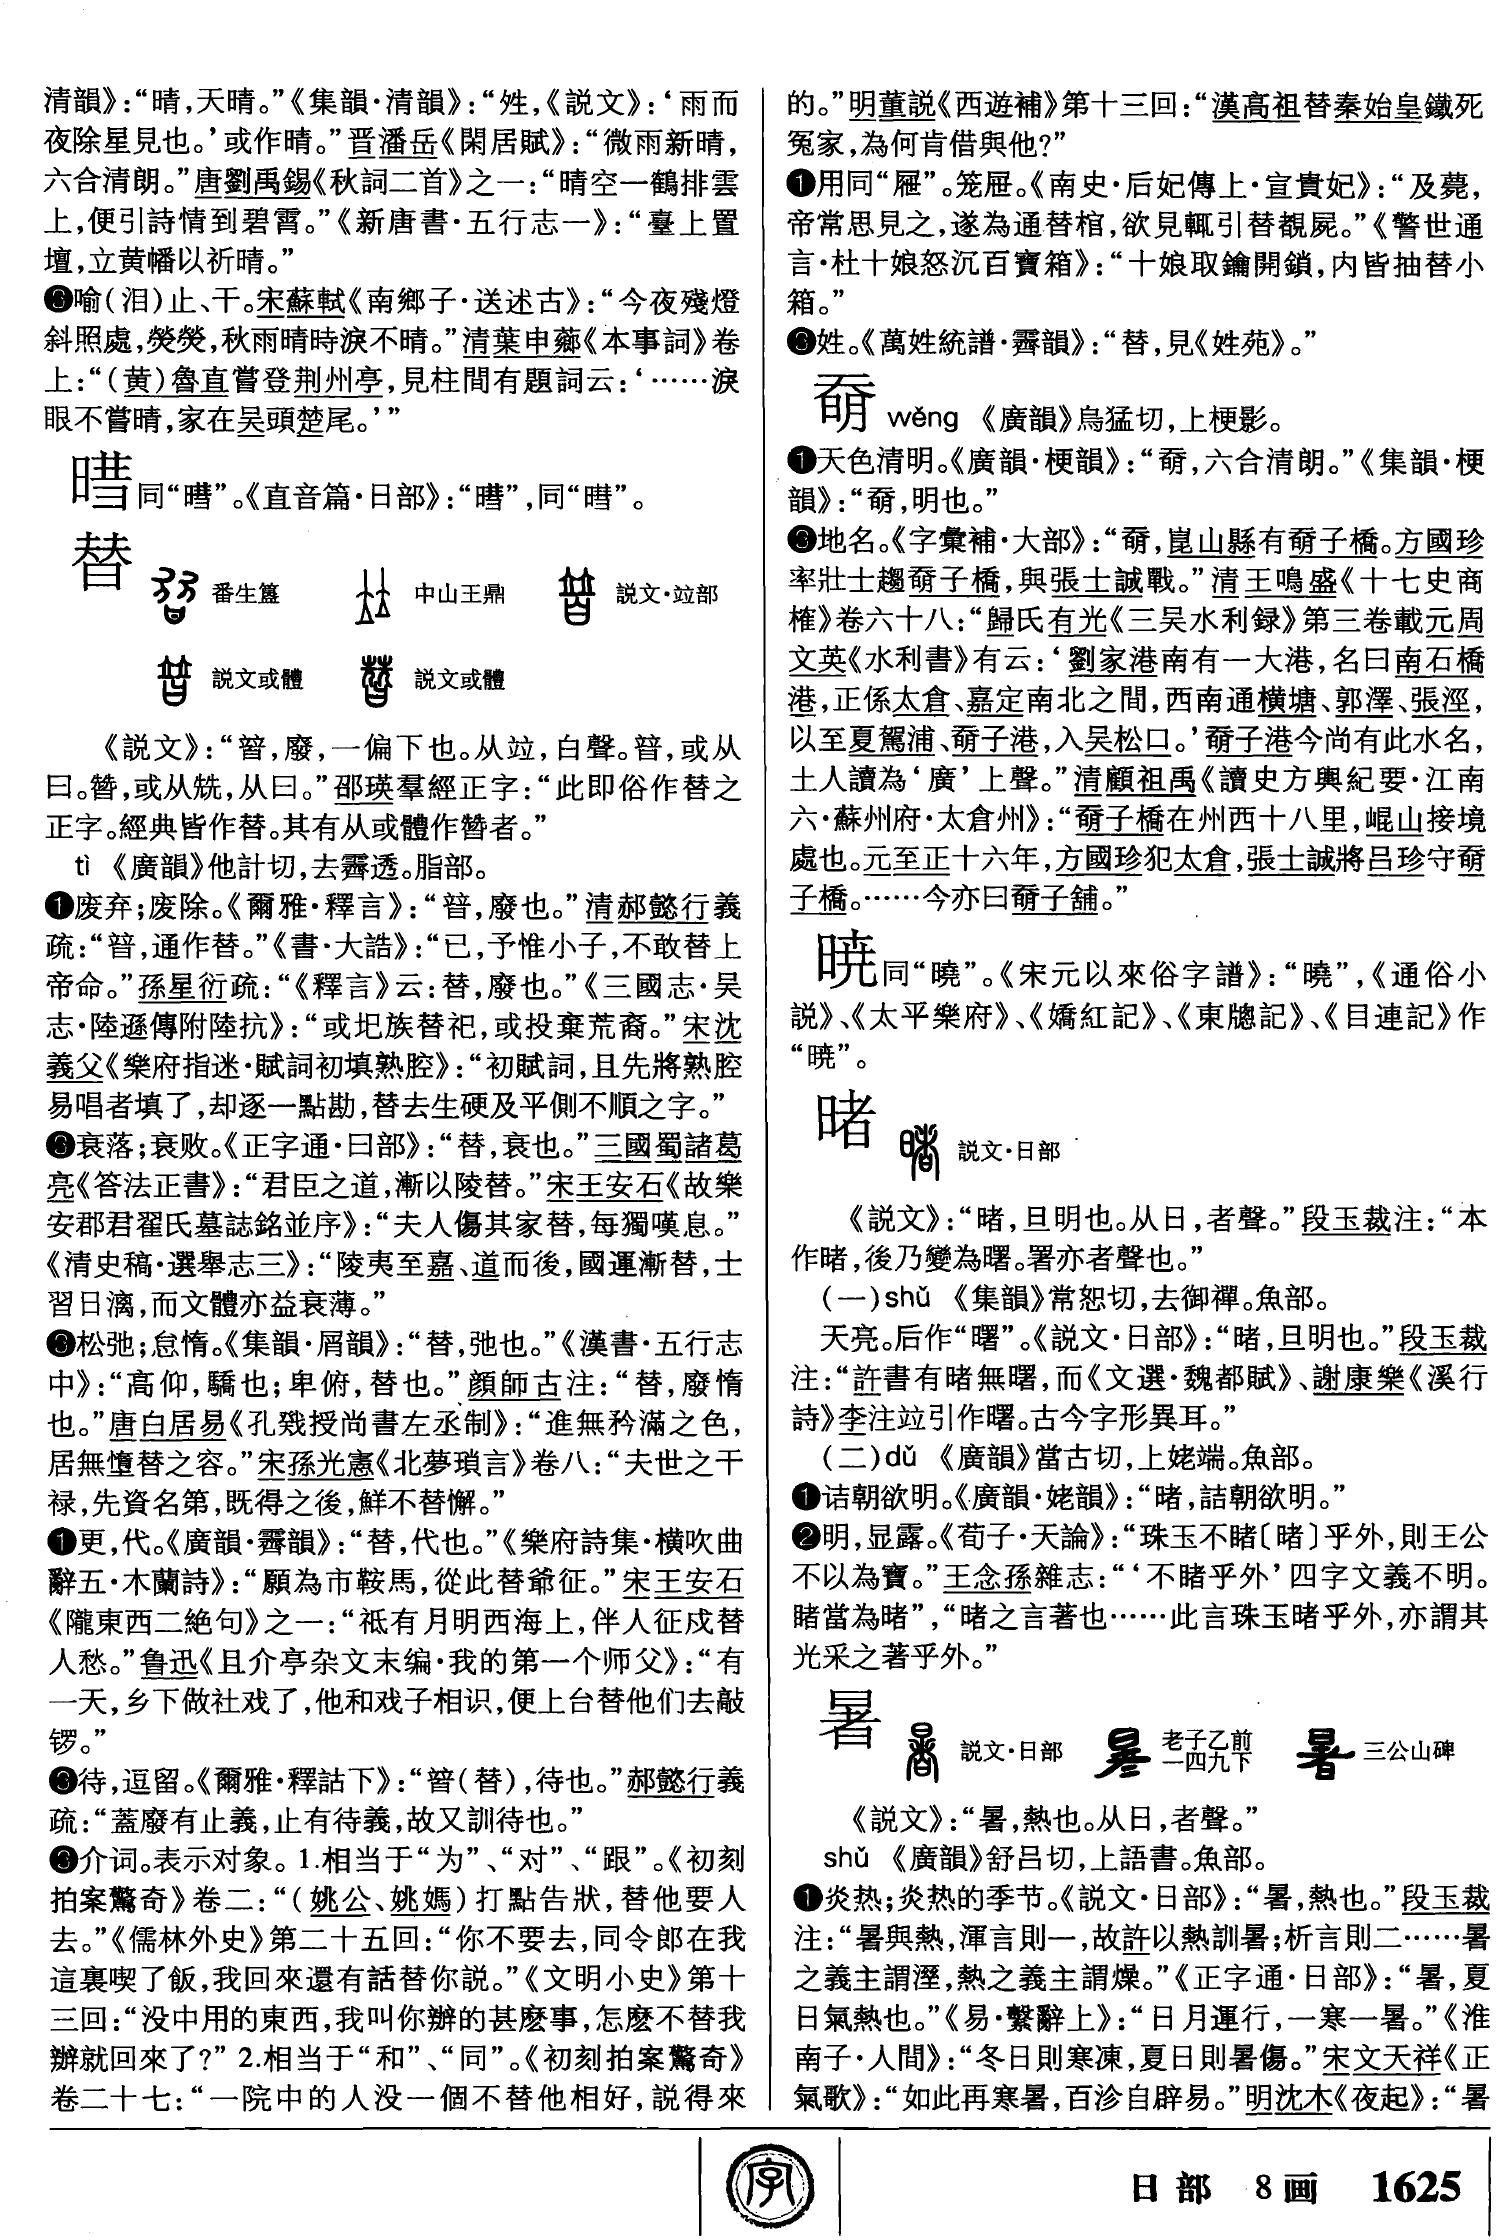 清韻》：“晴，天晴。”《集韻·清韻》：“姓，《説文》：‘雨而
夜除星見也。’或作晴。”晋潘岳《閑居賦》：“微雨新晴，
六合清朗。”唐劉禹錫《秋詞二首》之一：“晴空一鶴排雲
上，便引詩情到碧霄。”《新唐書·五行志一》：“臺上置
壇，立黄幡以祈晴。”
❸喻（泪）止、干。宋蘇軾《南鄉子·送述古》：“今夜殘燈
斜照處，熒熒，秋雨晴時淚不晴。”清葉申薌《本事詞》卷
上：“（黄）魯直嘗登荆州亭，見柱間有題詞云：‘……淚
眼不嘗晴，家在吴頭楚尾。’”
同“”。《直音篇·日部》：“”，同“”。
替
番生簋 中山王鼎 説文·竝部
説文或體 説文或體
《説文》：“暜，廢，一偏下也。从竝，白聲。暜，或从
曰。朁，或从兟，从曰。”邵瑛羣經正字：“此即俗作替之
正字。經典皆作替。其有从或體作朁者。”
tì 《廣韻》他計切，去霽透。脂部。
❶废弃；废除。《爾雅·釋言》：“暜，廢也。”清郝懿行義
疏：“暜，通作替。”《書·大誥》：“已，予惟小子，不敢替上
帝命。”孫星衍疏：“《釋言》云：替，廢也。”《三國志·吴
志·陸遜傳附陸抗》：“或圮族替祀，或投棄荒裔。”宋沈
義父《樂府指迷·賦詞初填熟腔》：“初賦詞，且先將熟腔
易唱者填了，却逐一點勘，替去生硬及平側不順之字。”
❷衰落；衰败。《正字通·曰部》：“替，衰也。”三國蜀諸葛
亮《答法正書》：“君臣之道，漸以陵替。”宋王安石《故樂
安郡君翟氏墓誌銘並序》：“夫人傷其家替，每獨嘆息。”
《清史稿·選舉志三》：“陵夷至嘉、道而後，國運漸替，士
習日漓，而文體亦益衰薄。”
❸松弛；怠惰。《集韻·屑韻》：“替，弛也。”《漢書·五行志
中》：“高仰，驕也；卑俯，替也。”顔師古注：“替，廢惰
也。”唐白居易《孔戣授尚書左丞制》：“進無矜滿之色，
居無墮替之容。”宋孫光憲《北夢瑣言》卷八：“夫世之干
禄，先資名第，既得之後，鮮不替懈。”
❹更，代。《廣韻·霽韻》：“替，代也。”《樂府詩集·横吹曲
辭五·木蘭詩》：“願為市鞍馬，從此替爺征。”宋王安石
《隴東西二絶句》之一：“祗有月明西海上，伴人征戍替
人愁。”鲁迅《且介亭杂文末编·我的第一个师父》：“有
一天，乡下做社戏了，他和戏子相识，便上台替他们去敲
锣。”
❺待，逗留。《爾雅·釋詁下》：“暜（替），待也。”郝懿行義
疏：“蓋廢有止義，止有待義，故又訓待也。”
❻介词。表示对象。1.相当于“为”、“对”、“跟”。《初刻
拍案驚奇》卷二：“（姚公、姚媽）打點告狀，替他要人
去。”《儒林外史》第二十五回：“你不要去，同令郎在我
這裏喫了飯，我回來還有話替你説。”《文明小史》第十
三回：“没中用的東西，我叫你辦的甚麽事，怎麽不替我
辦就回來了？”2.相当于“和”、“同”。《初刻拍案驚奇》
卷二十七：“一院中的人没一個不替他相好，説得來
的。”明董説《西遊補》第十三回：“漢高祖替秦始皇鐵死
冤家，為何肯借與他？”
❼用同“屜”。笼屉。《南史·后妃傳上·宣貴妃》：“及薨，
帝常思見之，遂為通替棺，欲見輒引替覩屍。”《警世通
言·杜十娘怒沉百寶箱》：“十娘取鑰開鎖，内皆抽替小
箱。”
❽姓。《萬姓統譜·霽韻》：“替，見《姓苑》。”
奣 wěng 《廣韻》烏猛切，上梗影。
❶天色清明。《廣韻·梗韻》：“奣，六合清朗。”《集韻·梗
韻》：“奣，明也。”
❷地名。《字彙補·大部》：“奣，崑山縣有奣子橋。方國珍
率壯士趨奣子橋，與張士誠戰。”清王鳴盛《十七史商
榷》卷六十八：“歸氏有光《三吴水利録》第三卷載元周
文英《水利書》有云：‘劉家港南有一大港，名曰南石橋
港，正係太倉、嘉定南北之間，西南通横塘、郭澤、張涇，
以至夏駕浦、奣子港，入吴松口。’奣子港今尚有此水名，
土人讀為‘廣’上聲。”清顧祖禹《讀史方輿紀要·江南
六·蘇州府·太倉州》：“奣子橋在州西十八里，崐山接境
處也。元至正十六年，方國珍犯太倉，張士誠將吕珍守奣
子橋。……今亦曰奣子舖。”
暁 同“曉”。《宋元以來俗字譜》：“曉”，《通俗小
説》、《太平樂府》、《嬌紅記》、《東牕記》、《目連記》作
“暁”。
暏
説文·日部
《説文》：“暏，旦明也。从日，者聲。”段玉裁注：“本
作暏，後乃變為曙。署亦者聲也。”
（一）shǔ 《集韻》常恕切，去御禪。魚部。
天亮。后作“曙”。《説文·日部》：“暏，旦明也。”段玉裁
注：“許書有暏無曙，而《文選·魏都賦》、謝康樂《溪行
詩》李注竝引作曙。古今字形異耳。”
（二）dǔ 《廣韻》當古切，上姥端。魚部。
❶诘朝欲明。《廣韻·姥韻》：“暏，詰朝欲明。”
❷明，显露。《荀子·天論》：“珠玉不睹〔暏〕乎外，則王公
不以為寶。”王念孫雜志：“‘不睹乎外’四字文義不明。
睹當為暏”，“暏之言著也……此言珠玉暏乎外，亦謂其
光采之著乎外。”
暑
説文·日部 老子乙前一四九下 三公山碑
《説文》：“暑，熱也。从日，者聲。”
shǔ 《廣韻》舒吕切，上語書。魚部。
❶炎热；炎热的季节。《説文·日部》：“暑，熱也。”段玉裁
注：“暑與熱，渾言則一，故許以熱訓暑；析言則二……暑
之義主謂溼，熱之義主謂燥。”《正字通·日部》：“暑，夏
日氣熱也。”《易·繫辭上》：“日月運行，一寒一暑。”《淮
南子·人間》：“冬日則寒凍，夏日則暑傷。”宋文天祥《正
氣歌》：“如此再寒暑，百沴自辟易。”明沈木《夜起》：“暑
字
日部 8画 1625